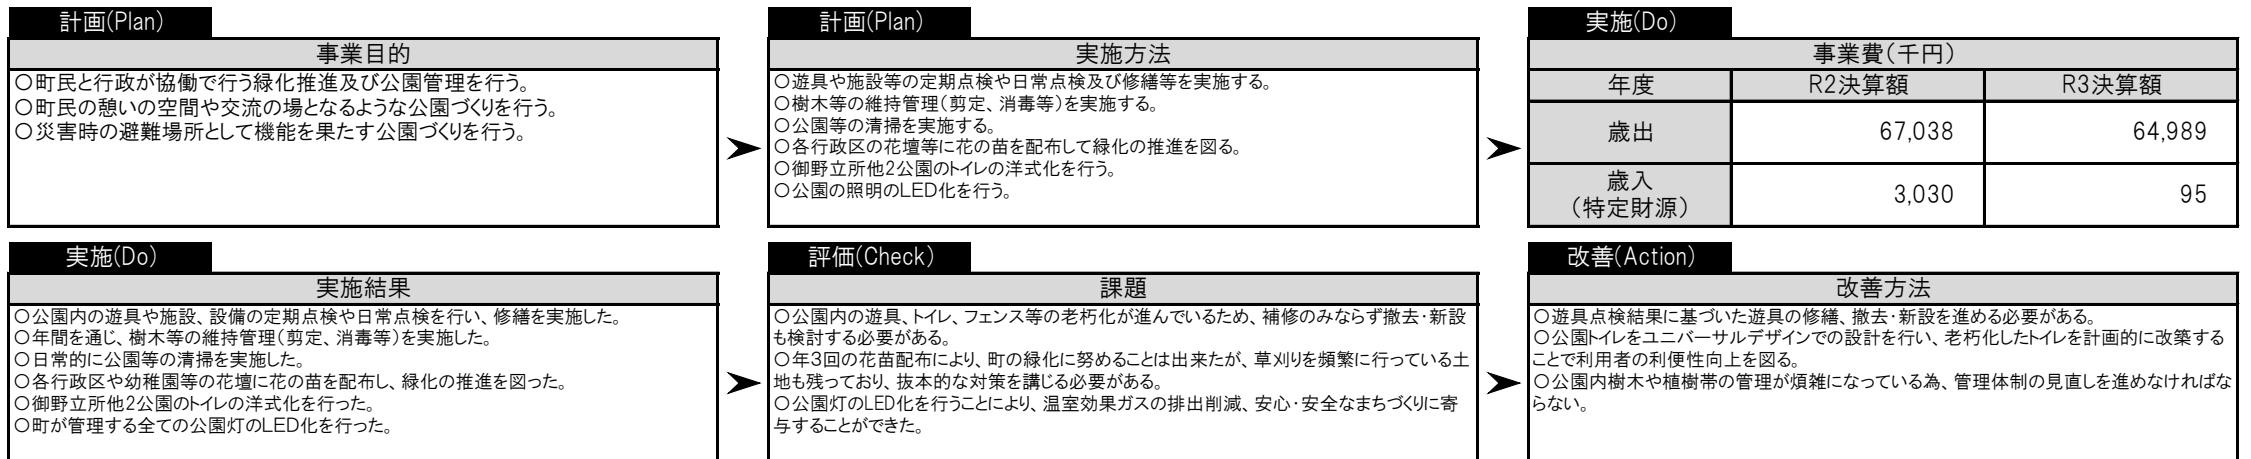 計画(Plan)
事業目的
○町民と行政が協働で行う緑化推進及び公園管理を行う。
○町民の憩いの空間や交流の場となるような公園づくりを行う。
○災害時の避難場所として機能を果たす公園づくりを行う。
計画(Plan)
実施方法
○遊具や施設等の定期点検や日常点検及び修繕等を実施する。
○樹木等の維持管理(剪定、消毒等)を実施する。
○公園等の清掃を実施する。
○各行政区の花壇等に花の苗を配布して緑化の推進を図る。
○御野立所他2公園のトイレの洋式化を行う。
○公園の照明のLED化を行う。
実施(Do)
事業費(千円)
年度 R2決算額 R3決算額
歳出 67,038 64,989
歳入
(特定財源) 3,030 95
実施(Do)
実施結果
○公園内の遊具や施設、設備の定期点検や日常点検を行い、修繕を実施した。
○年間を通じ、樹木等の維持管理(剪定、消毒等)を実施した。
○日常的に公園等の清掃を実施した。
○各行政区や幼稚園等の花壇に花の苗を配布し、緑化の推進を図った。
○御野立所他2公園のトイレの洋式化を行った。
○町が管理する全ての公園灯のLED化を行った。
評価(Check)
課題
○公園内の遊具、トイレ、フェンス等の老朽化が進んでいるため、補修のみならず撤去・新設
も検討する必要がある。
○年3回の花苗配布により、町の緑化に努めることは出来たが、草刈りを頻繁に行っている土
地も残っており、抜本的な対策を講じる必要がある。
○公園灯のLED化を行うことにより、温室効果ガスの排出削減、安心・安全なまちづくりに寄
与することができた。
改善(Action)
改善方法
○遊具点検結果に基づいた遊具の修繕、撤去・新設を進める必要がある。
○公園トイレをユニバーサルデザインでの設計を行い、老朽化したトイレを計画的に改築する
ことで利用者の利便性向上を図る。
○公園内樹木や植樹帯の管理が煩雑になっている為、管理体制の見直しを進めなければな
らない。